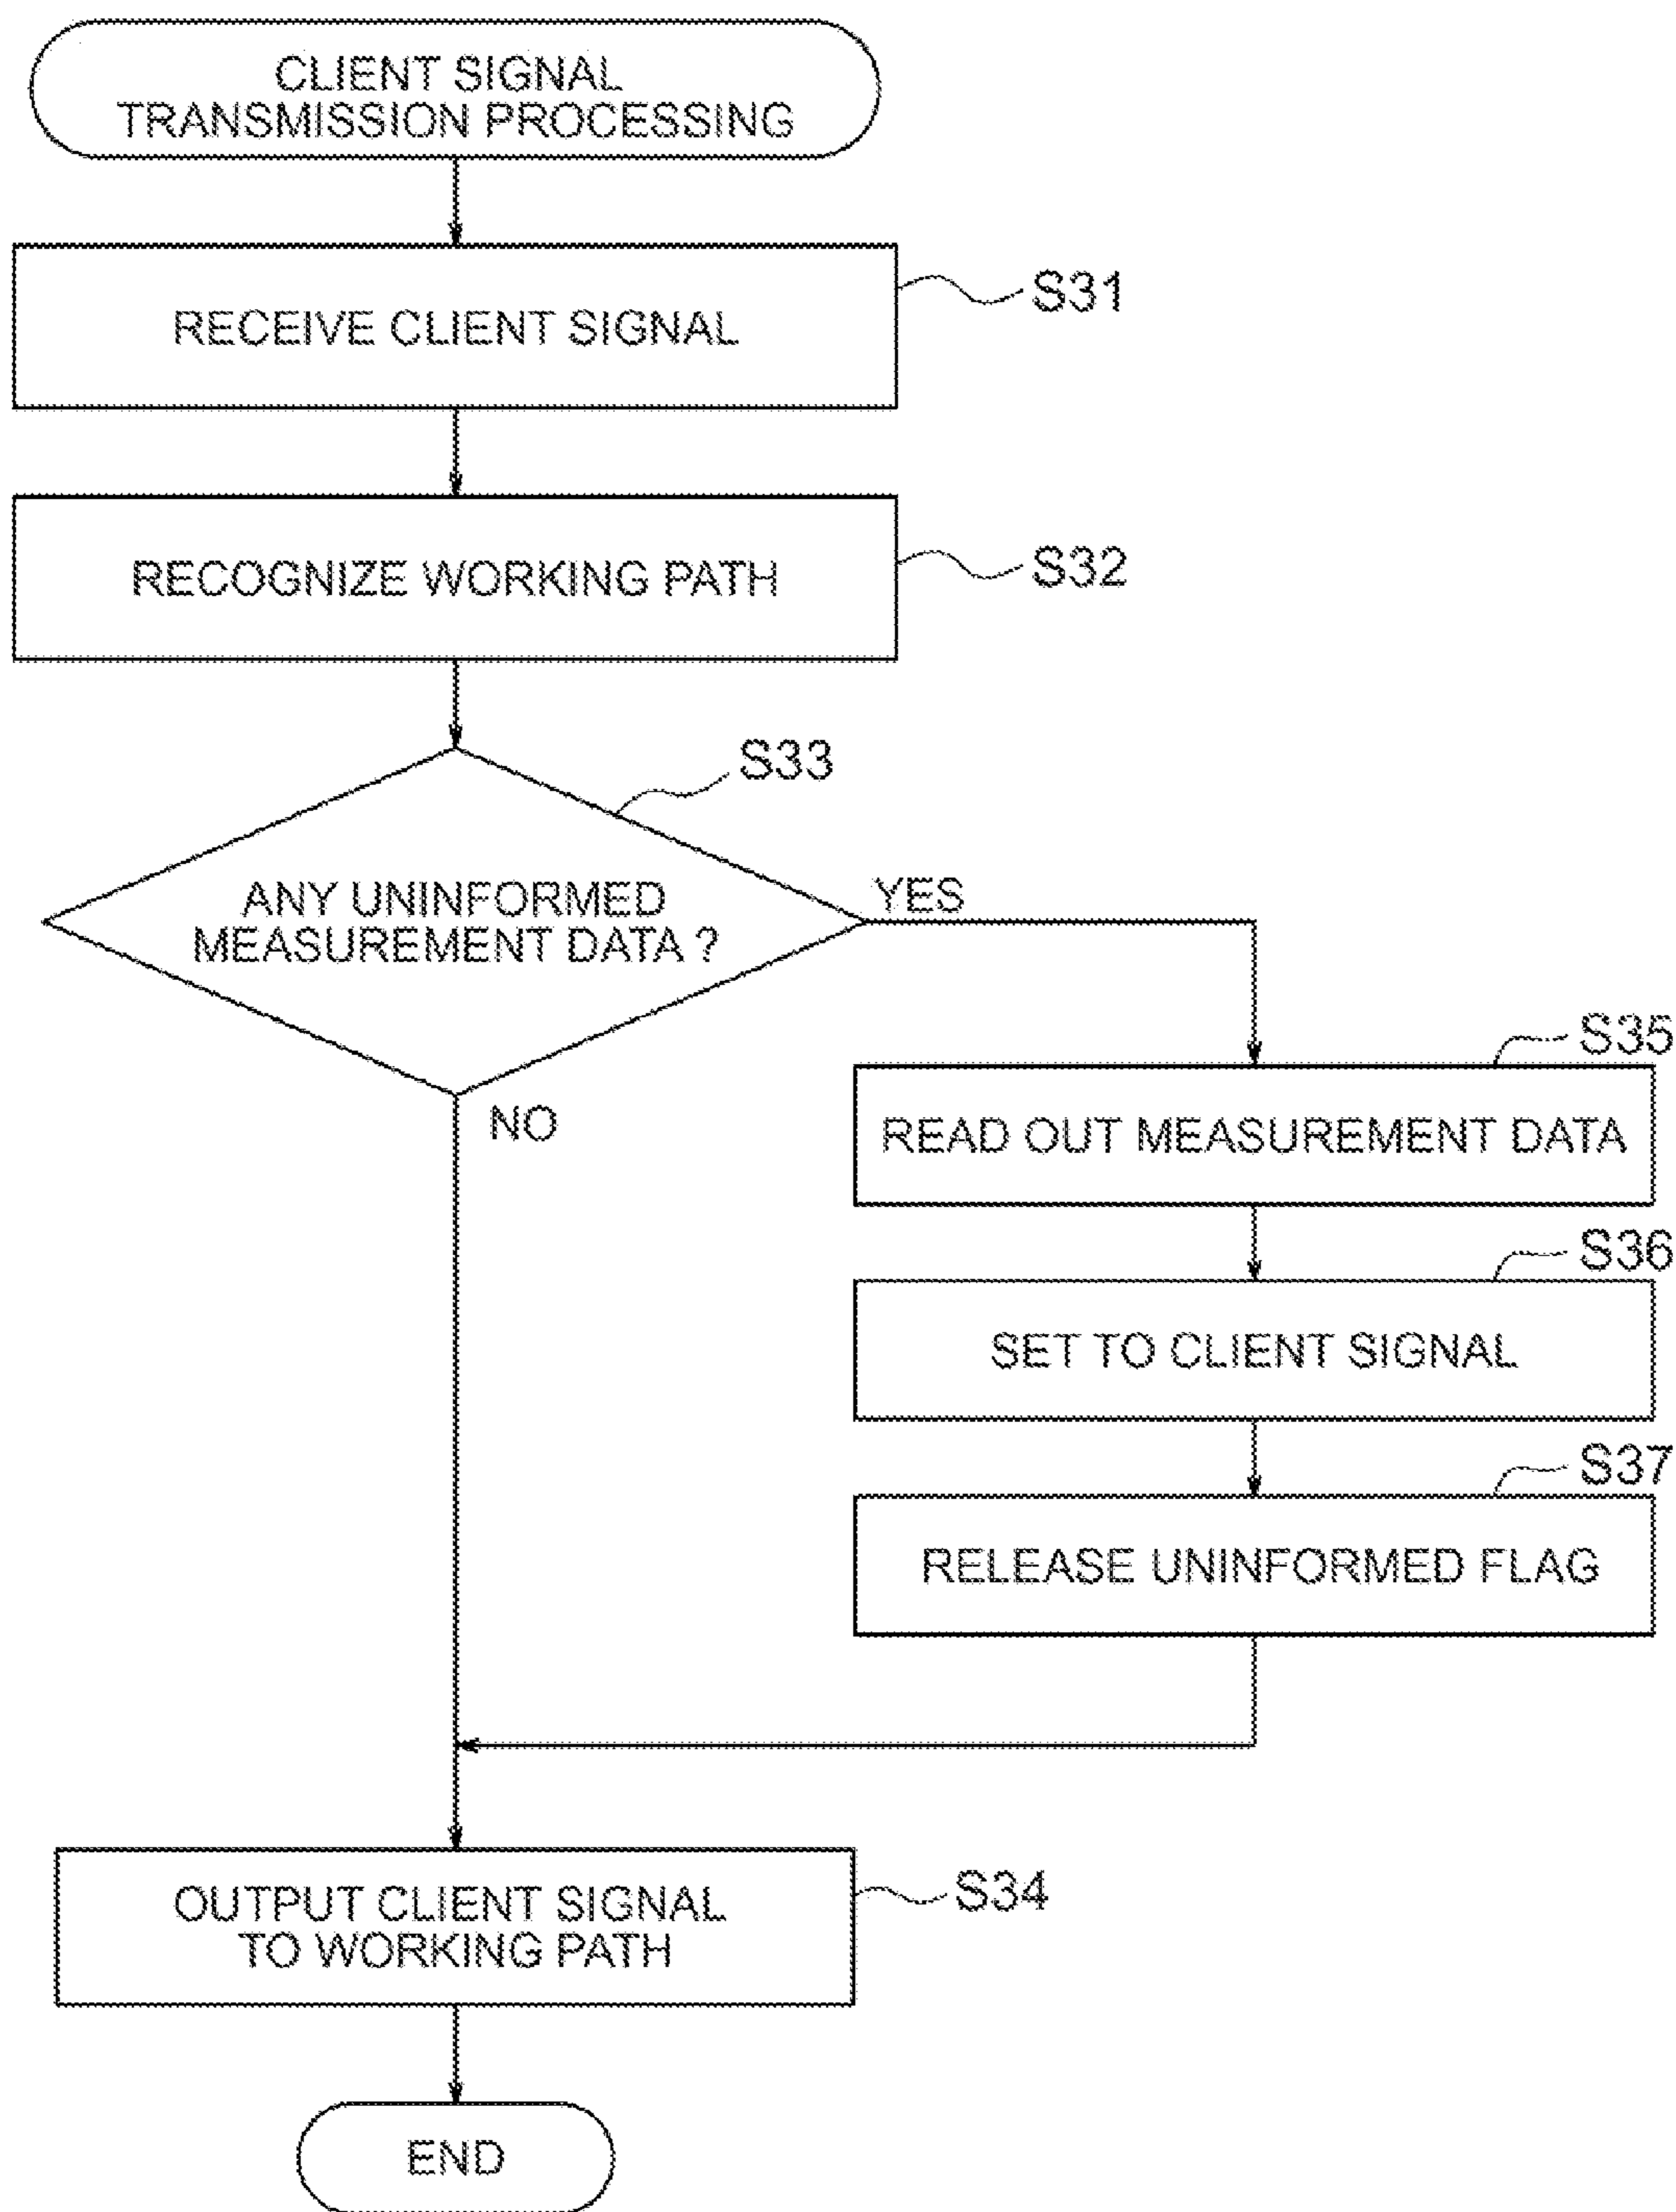 CLIENT SIGNAL
TRANSMISSION PROCESSING
RECEIVE CLIENT SIGNAL
S31
RECOGNIZE WORKING PATH
S32
S33
ANY UNINFORMED
MEASUREMENT DATA ?
YES
NO
S35
READ OUT MEASUREMENT DATA
S36
SET TO CLIENT SIGNAL
S37
RELEASE UNINFORMED FLAG
OUTPUT CLIENT SIGNAL
TO WORKING PATH
S34
END